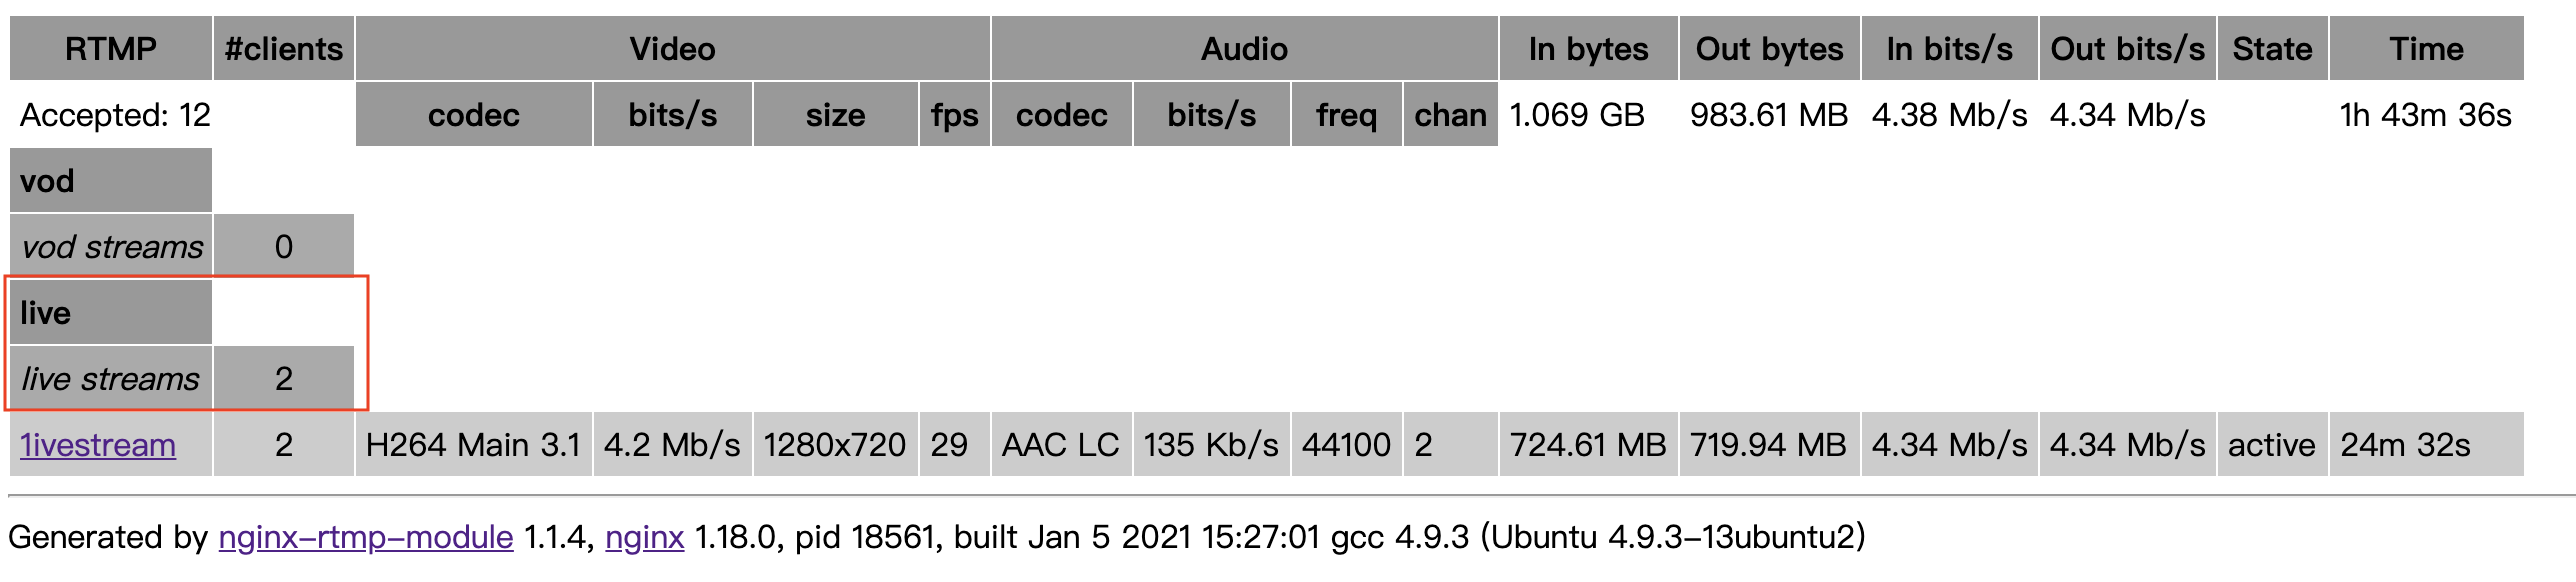 RTMP #clients Video Audio In bytes Out bytes In bits/s Out bits/s State Time
Accepted: 12 codec bits/s size fps codec bits/s freq chan 1.069 GB 983.61 MB 4.38 Mb/s 4.34 Mb/s 1h 43m 36s
vod
vod streams 0
live
live streams 2
1ivestream 2 H264 Main 3.1 4.2 Mb/s 1280x720 29 AAC LC 135 Kb/s 44100 2 724.61 MB 719.94 MB 4.34 Mb/s 4.34 Mb/s active 24m 32s
Generated by nginx-rtmp-module 1.1.4, nginx 1.18.0, pid 18561, built Jan 5 2021 15:27:01 gcc 4.9.3 (Ubuntu 4.9.3-13ubuntu2)